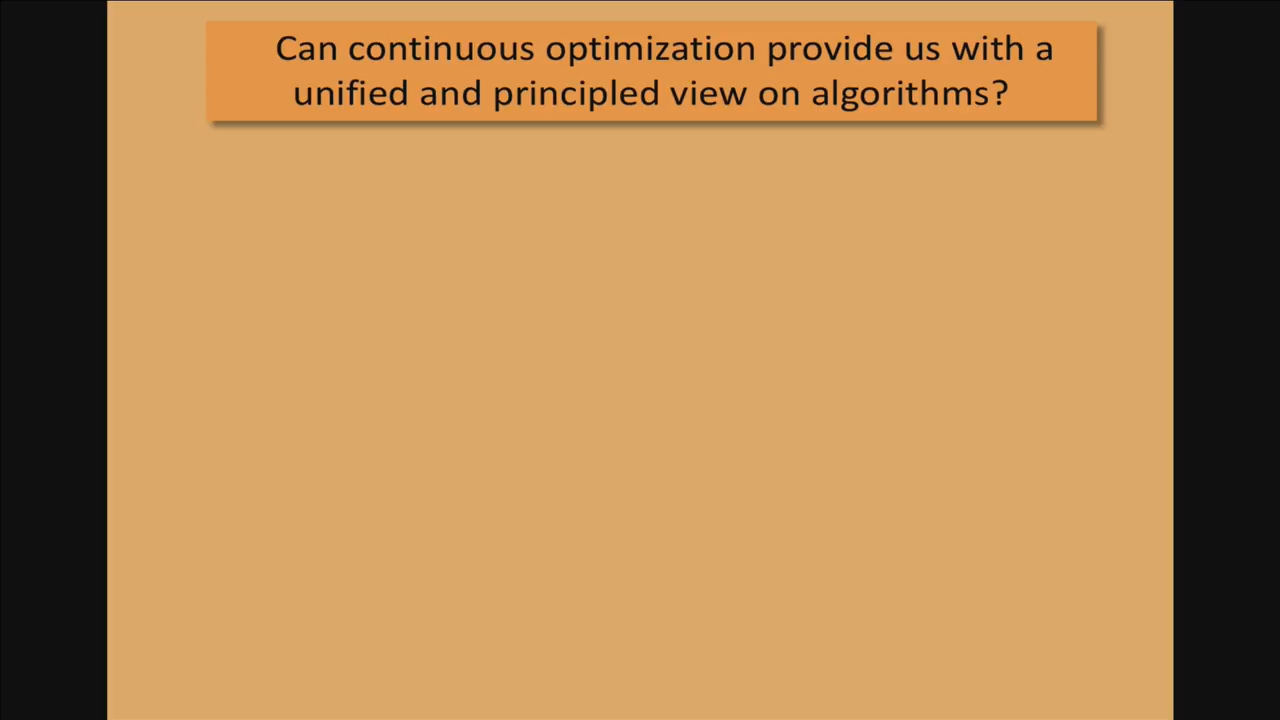 Can continuous optimization provide us with a
unified and principled view on algorithms?